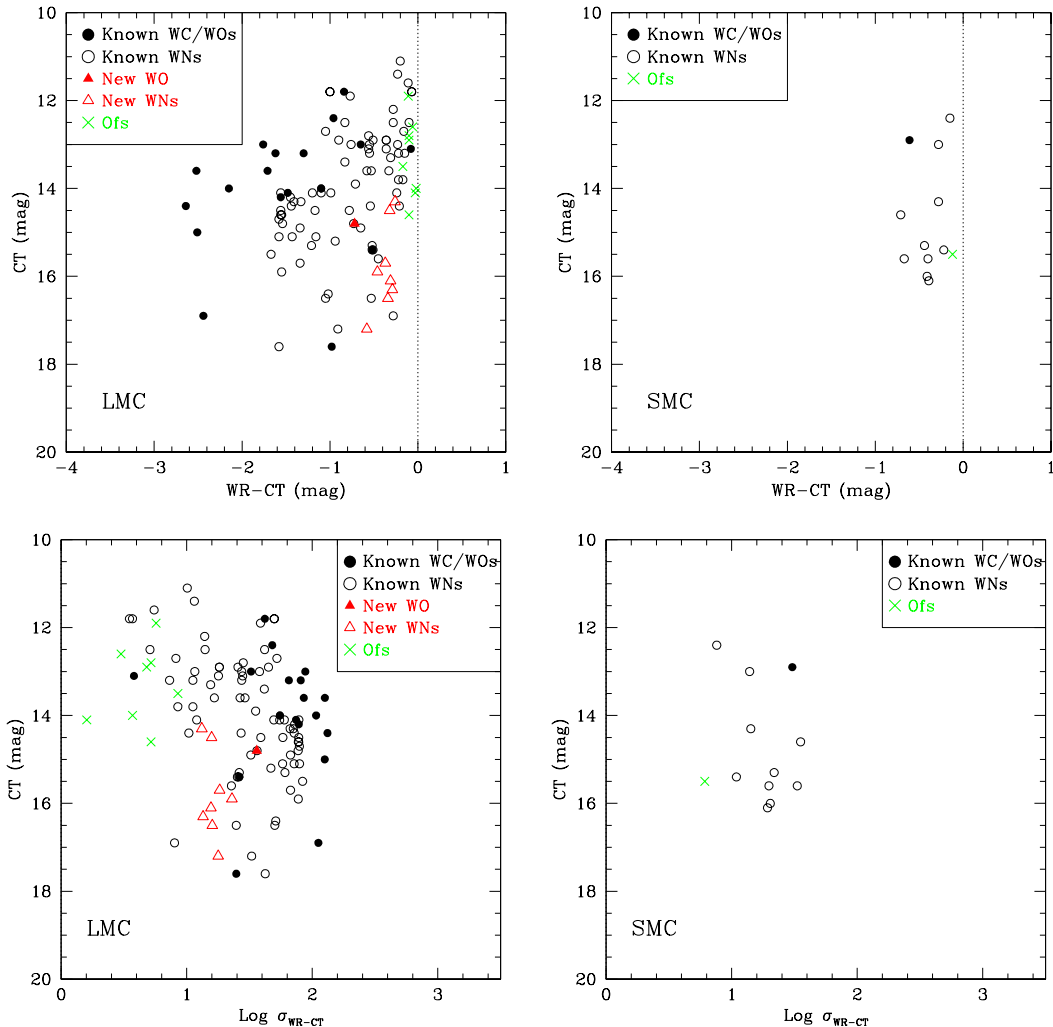 10
12
14
16
18
20
CT (mag)
Known WC/WOs
Known WNs
New WO
New WNs
Ofs
LMC
−4
−3
−2
−1
0
1
WR−CT (mag)
10
12
14
16
18
20
CT (mag)
Known WC/WOs
Known WNs
Ofs
SMC
−4
−3
−2
−1
0
1
WR−CT (mag)
10
12
14
16
18
20
CT (mag)
Known WC/WOs
Known WNs
New WO
New WNs
Ofs
LMC
0
1
2
3
Log σWR−CT
10
12
14
16
18
20
CT (mag)
Known WC/WOs
Known WNs
Ofs
SMC
0
1
2
3
Log σWR−CT